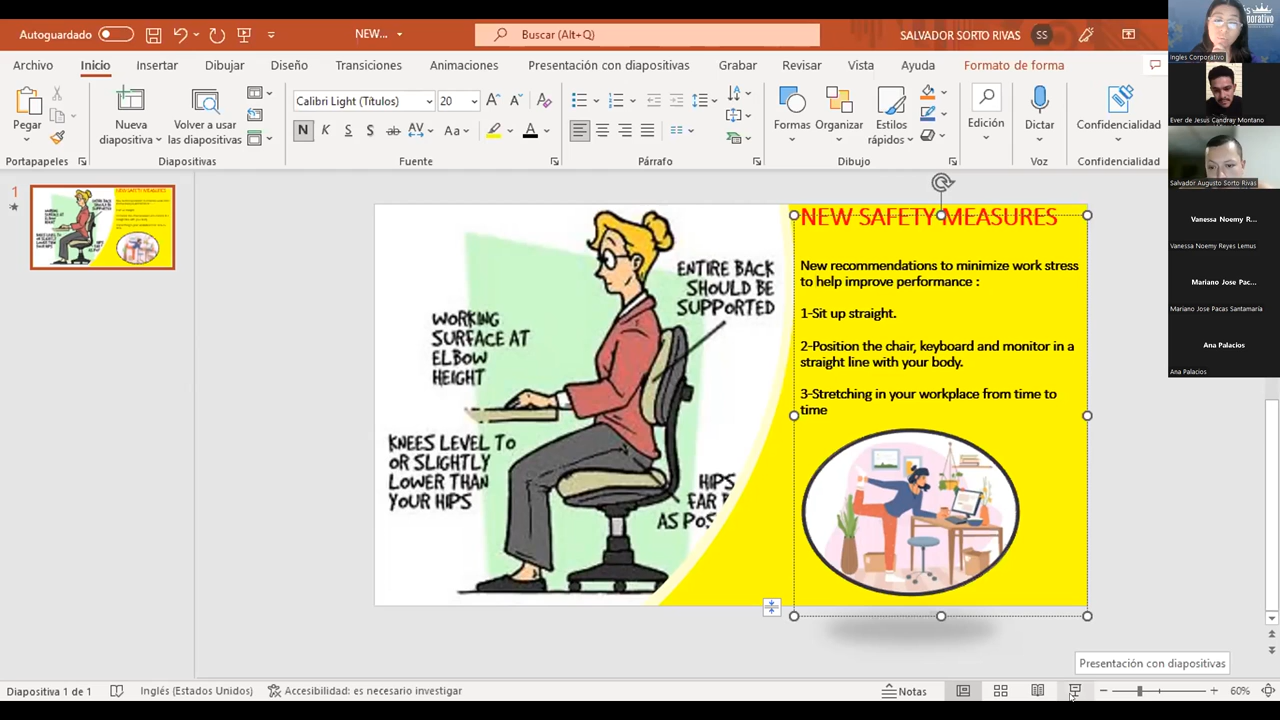 Autoguardado
NEW...
Buscar (Alt+Q)
SALVADOR SORTO RIVAS
SS
Archivo
Inicio
Insertar
Dibujar
Diseño
Transiciones
Animaciones
Presentación con diapositivas
Grabar
Revisar
Vista
Ayuda
Formato de forma
Pegar
Nueva
diapositiva
Volver a usar
las diapositivas
Calibri Light (Títulos)
20
N
K
S
S
ab
AV
Aa
A
Formas
Organizar
Estilos
rápidos
Edición
Dictar
Confidencialidad
Portapapeles
Diapositivas
Fuente
Párrafo
Dibujo
Voz
Confidencialidad
1
ENTIRE BACK
SHOULD BE
SUPPORTED
WORKING
SURFACE AT
ELBOW
HEIGHT
KNEES LEVEL TO
OR SLIGHTLY
LOWER THAN
YOUR HIPS
HIPS
FAR
AS POS
NEW SAFETY MEASURES
New recommendations to minimize work stress
to help improve performance :
1-Sit up straight.
2-Position the chair, keyboard and monitor in a
straight line with your body.
3-Stretching in your workplace from time to
time
Ingles Corporativo
Ever de Jesus Candray Montano
Salvador Augusto Sorto Rivas
Vanessa Noemy R...
Vanessa Noemy Reyes Lemus
Mariano Jose Pac...
Mariano Jose Pacas Santamaría
Ana Palacios
Ana Palacios
Presentación con diapositivas
Diapositiva 1 de 1
Inglés (Estados Unidos)
Accesibilidad: es necesario investigar
Notas
60%